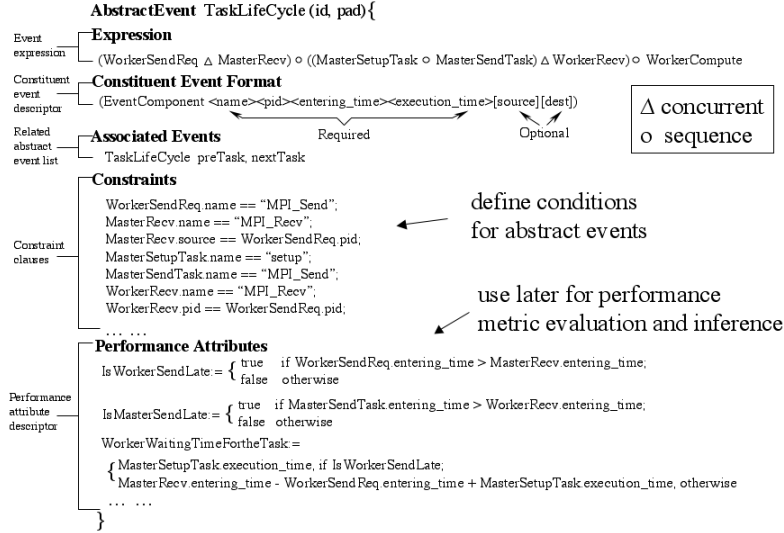 AbstractEvent TaskLifeCycle (id, pad){
Event
expression
Expression
(WorkerSendReq Δ MasterRecv) o ((MasterSetupTask o MasterSendTask) Δ WorkerRecv) o WorkerCompute
Constituent
event
descriptor
Constituent Event Format
(EventComponent <name><pid><entering_time><execution_time>[source][dest])
Required
Optional
Δ concurrent
o sequence
Related
abstract
event list
Associated Events
TaskLifeCycle preTask, nextTask
Constraint
clauses
Constraints
WorkerSendReq.name == “MPI_Send”;
MasterRecv.name == “MPI_Recv”;
MasterRecv.source == WorkerSendReq.pid;
MasterSetupTask.name == “setup”;
MasterSendTask.name == “MPI_Send”;
WorkerRecv.name == “MPI_Recv”;
WorkerRecv.pid == WorkerSendReq.pid;
... ...
define conditions
for abstract events
use later for performance
metric evaluation and inference
Performance
attribute
descriptor
Performance Attributes
IsWorkerSendLate:= { true if WorkerSendReq.entering_time > MasterRecv.entering_time;
false otherwise
IsMasterSendLate:= { true if MasterSendTask.entering_time > WorkerRecv.entering_time;
false otherwise
WorkerWaitingTimeFortheTask:=
{ MasterSetupTask.execution_time, if IsWorkerSendLate;
MasterRecv.entering_time - WorkerSendReq.entering_time + MasterSetupTask.execution_time, otherwise
... ...
}